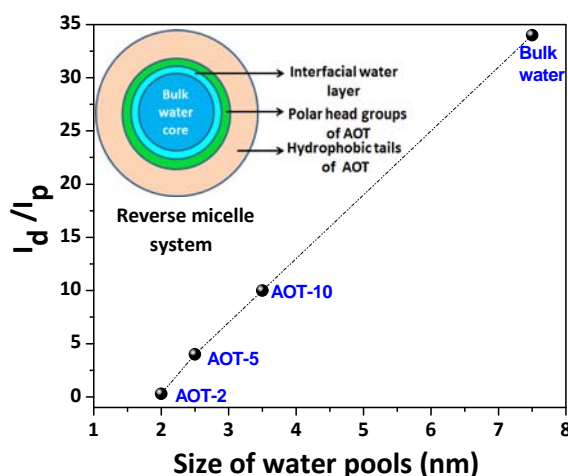 35
30
25
20
15
10
5
0
I_d /I_p
1 2 3 4 5 6 7 8
Size of water pools (nm)
Bulk
water
core
Interfacial water
layer
Polar head groups
of AOT
Hydrophobic tails
of AOT
Reverse micelle
system
Bulk
water
AOT-10
AOT-5
AOT-2